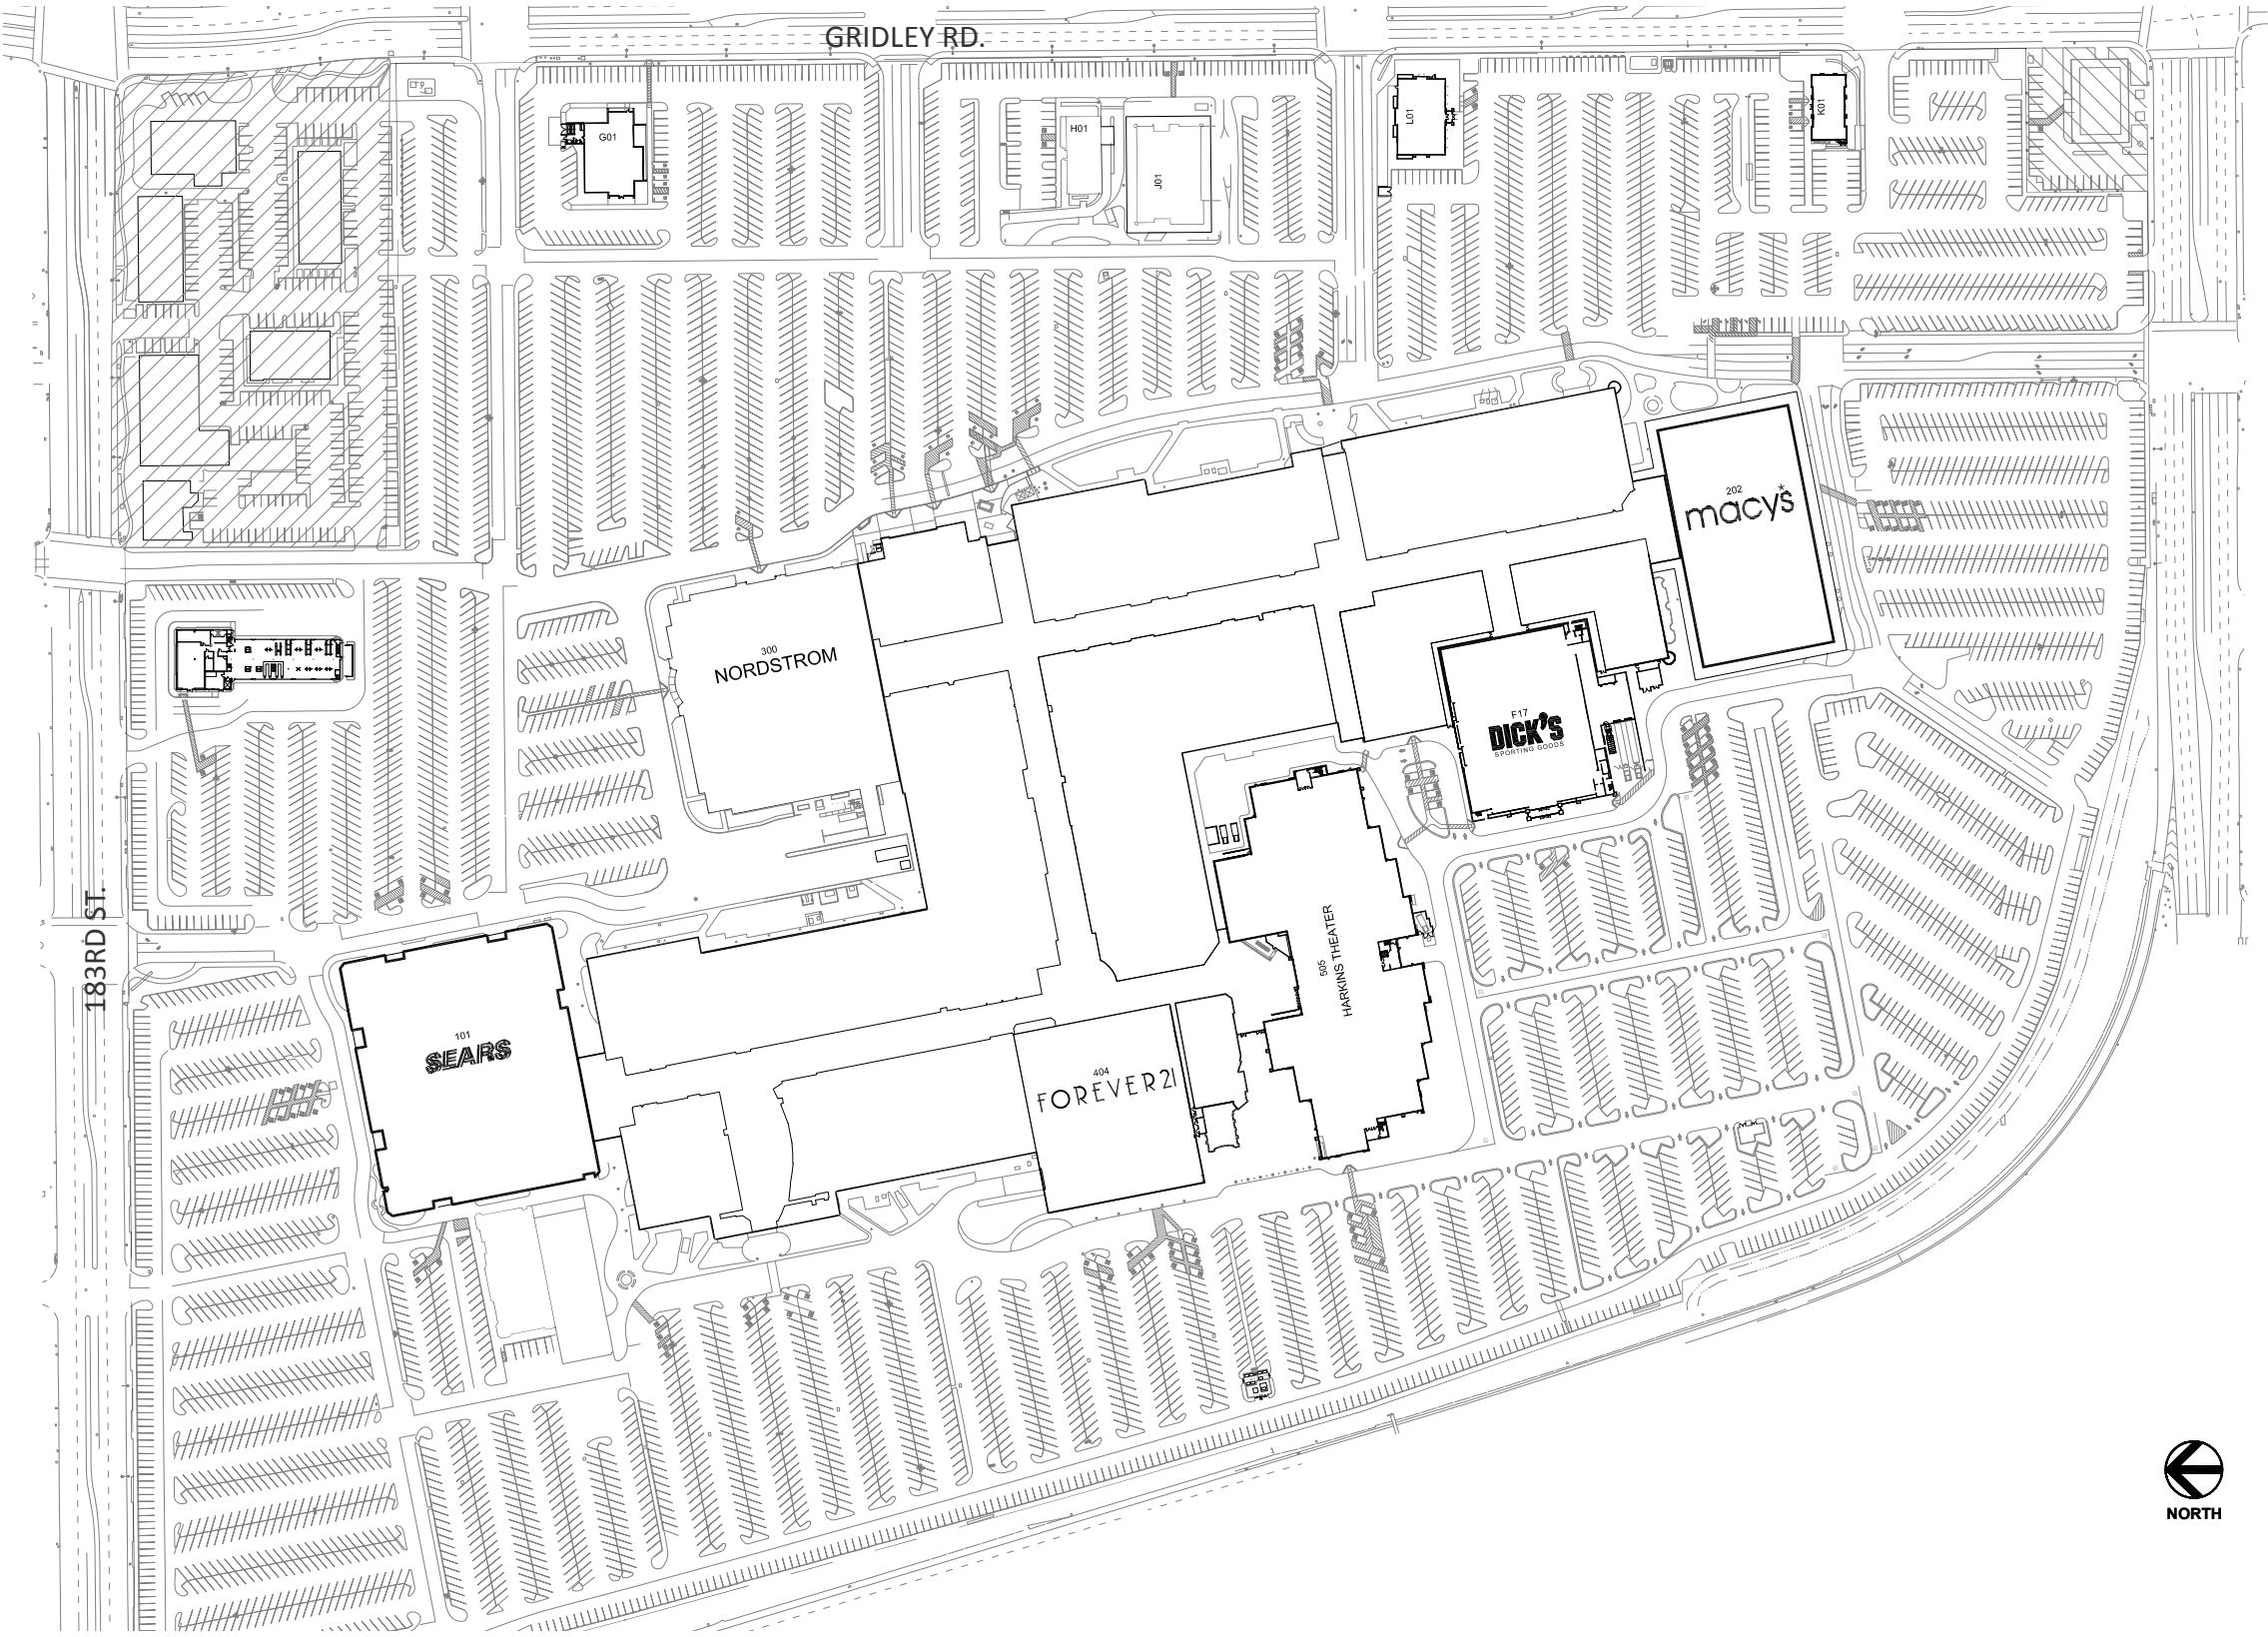 GRIDLEY RD.
G01
H01
J01
L01
K01
202
macy's
300
NORDSTROM
F17
DICK'S
SPORTING GOODS
183RD ST.
505
HARKINS THEATER
101
SEARS
404
FOREVER 21
NORTH